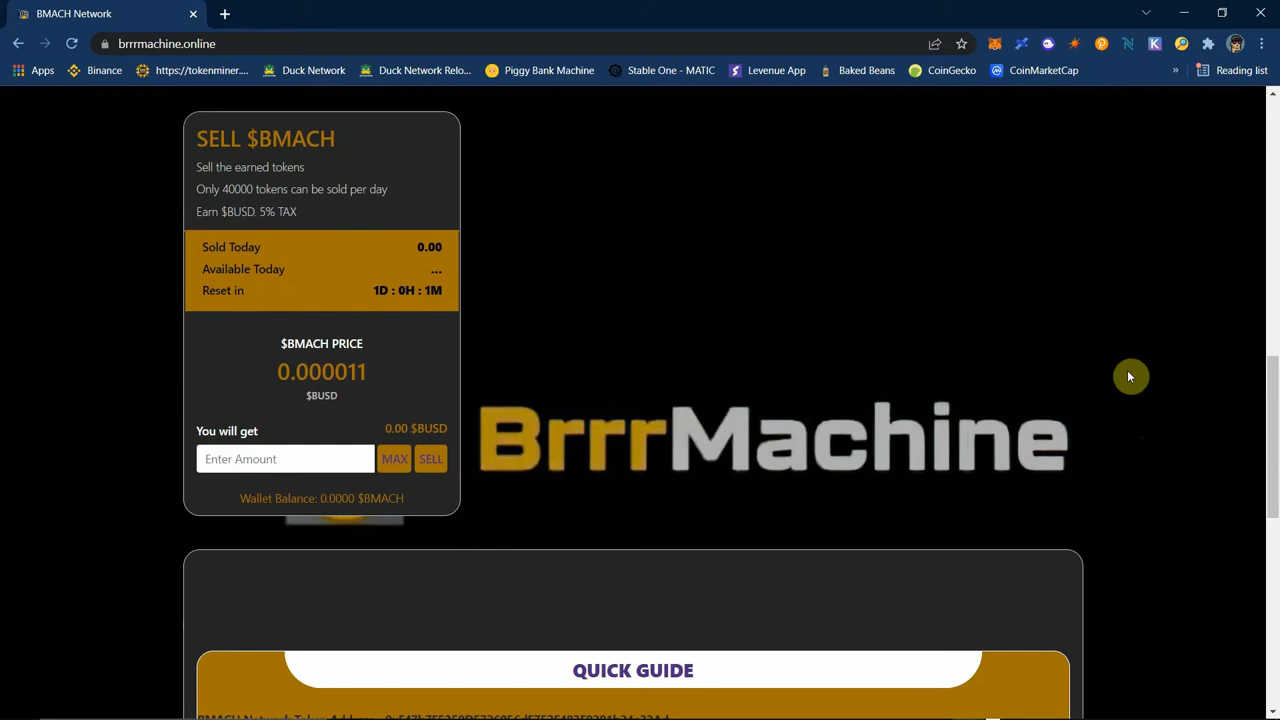 BMACH Network
brrrmachine.online
Apps
Binance
https://tokenminer....
Duck Network
Duck Network Relo...
Piggy Bank Machine
Stable One - MATIC
Levenue App
Baked Beans
CoinGecko
CoinMarketCap
»
Reading list
SELL $BMACH
Sell the earned tokens
Only 40000 tokens can be sold per day
Earn $BUSD. 5% TAX
Sold Today 0.00
Available Today ...
Reset in 1D : 0H : 1M
$BMACH PRICE
0.000011
$BUSD
You will get 0.00 $BUSD
Enter Amount MAX SELL
Wallet Balance: 0.0000 $BMACH
BrrrMachine
QUICK GUIDE
BMACH Network Token Address